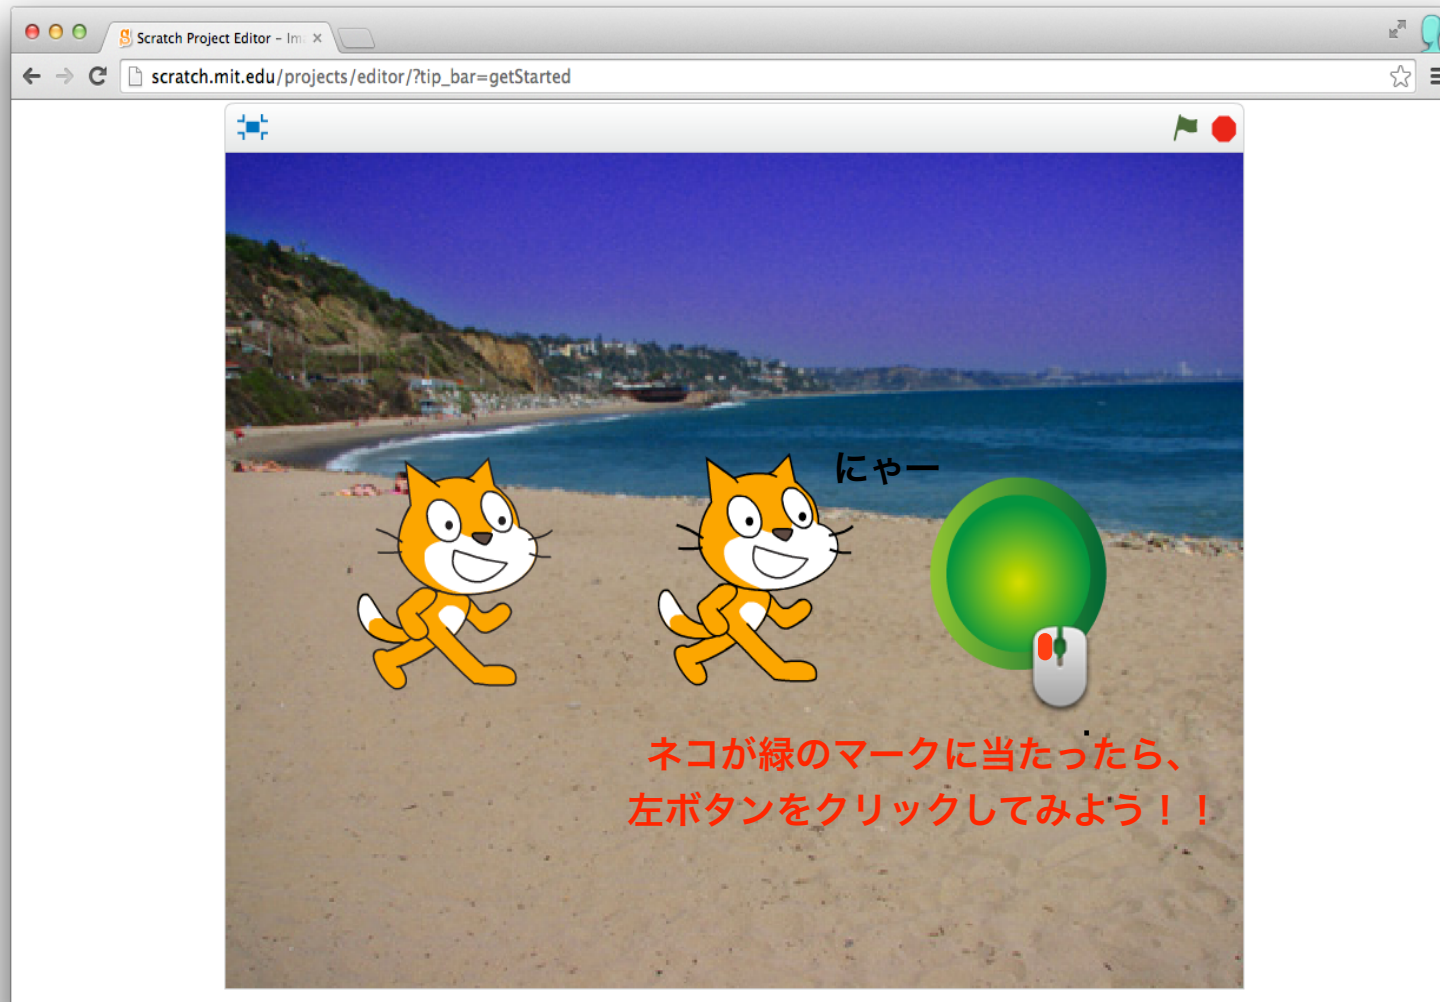 Scratch Project Editor - Im
scratch.mit.edu/projects/editor/?tip_bar=getStarted
にゃー
ネコが緑のマークに当たったら、
左ボタンをクリックしてみよう！！